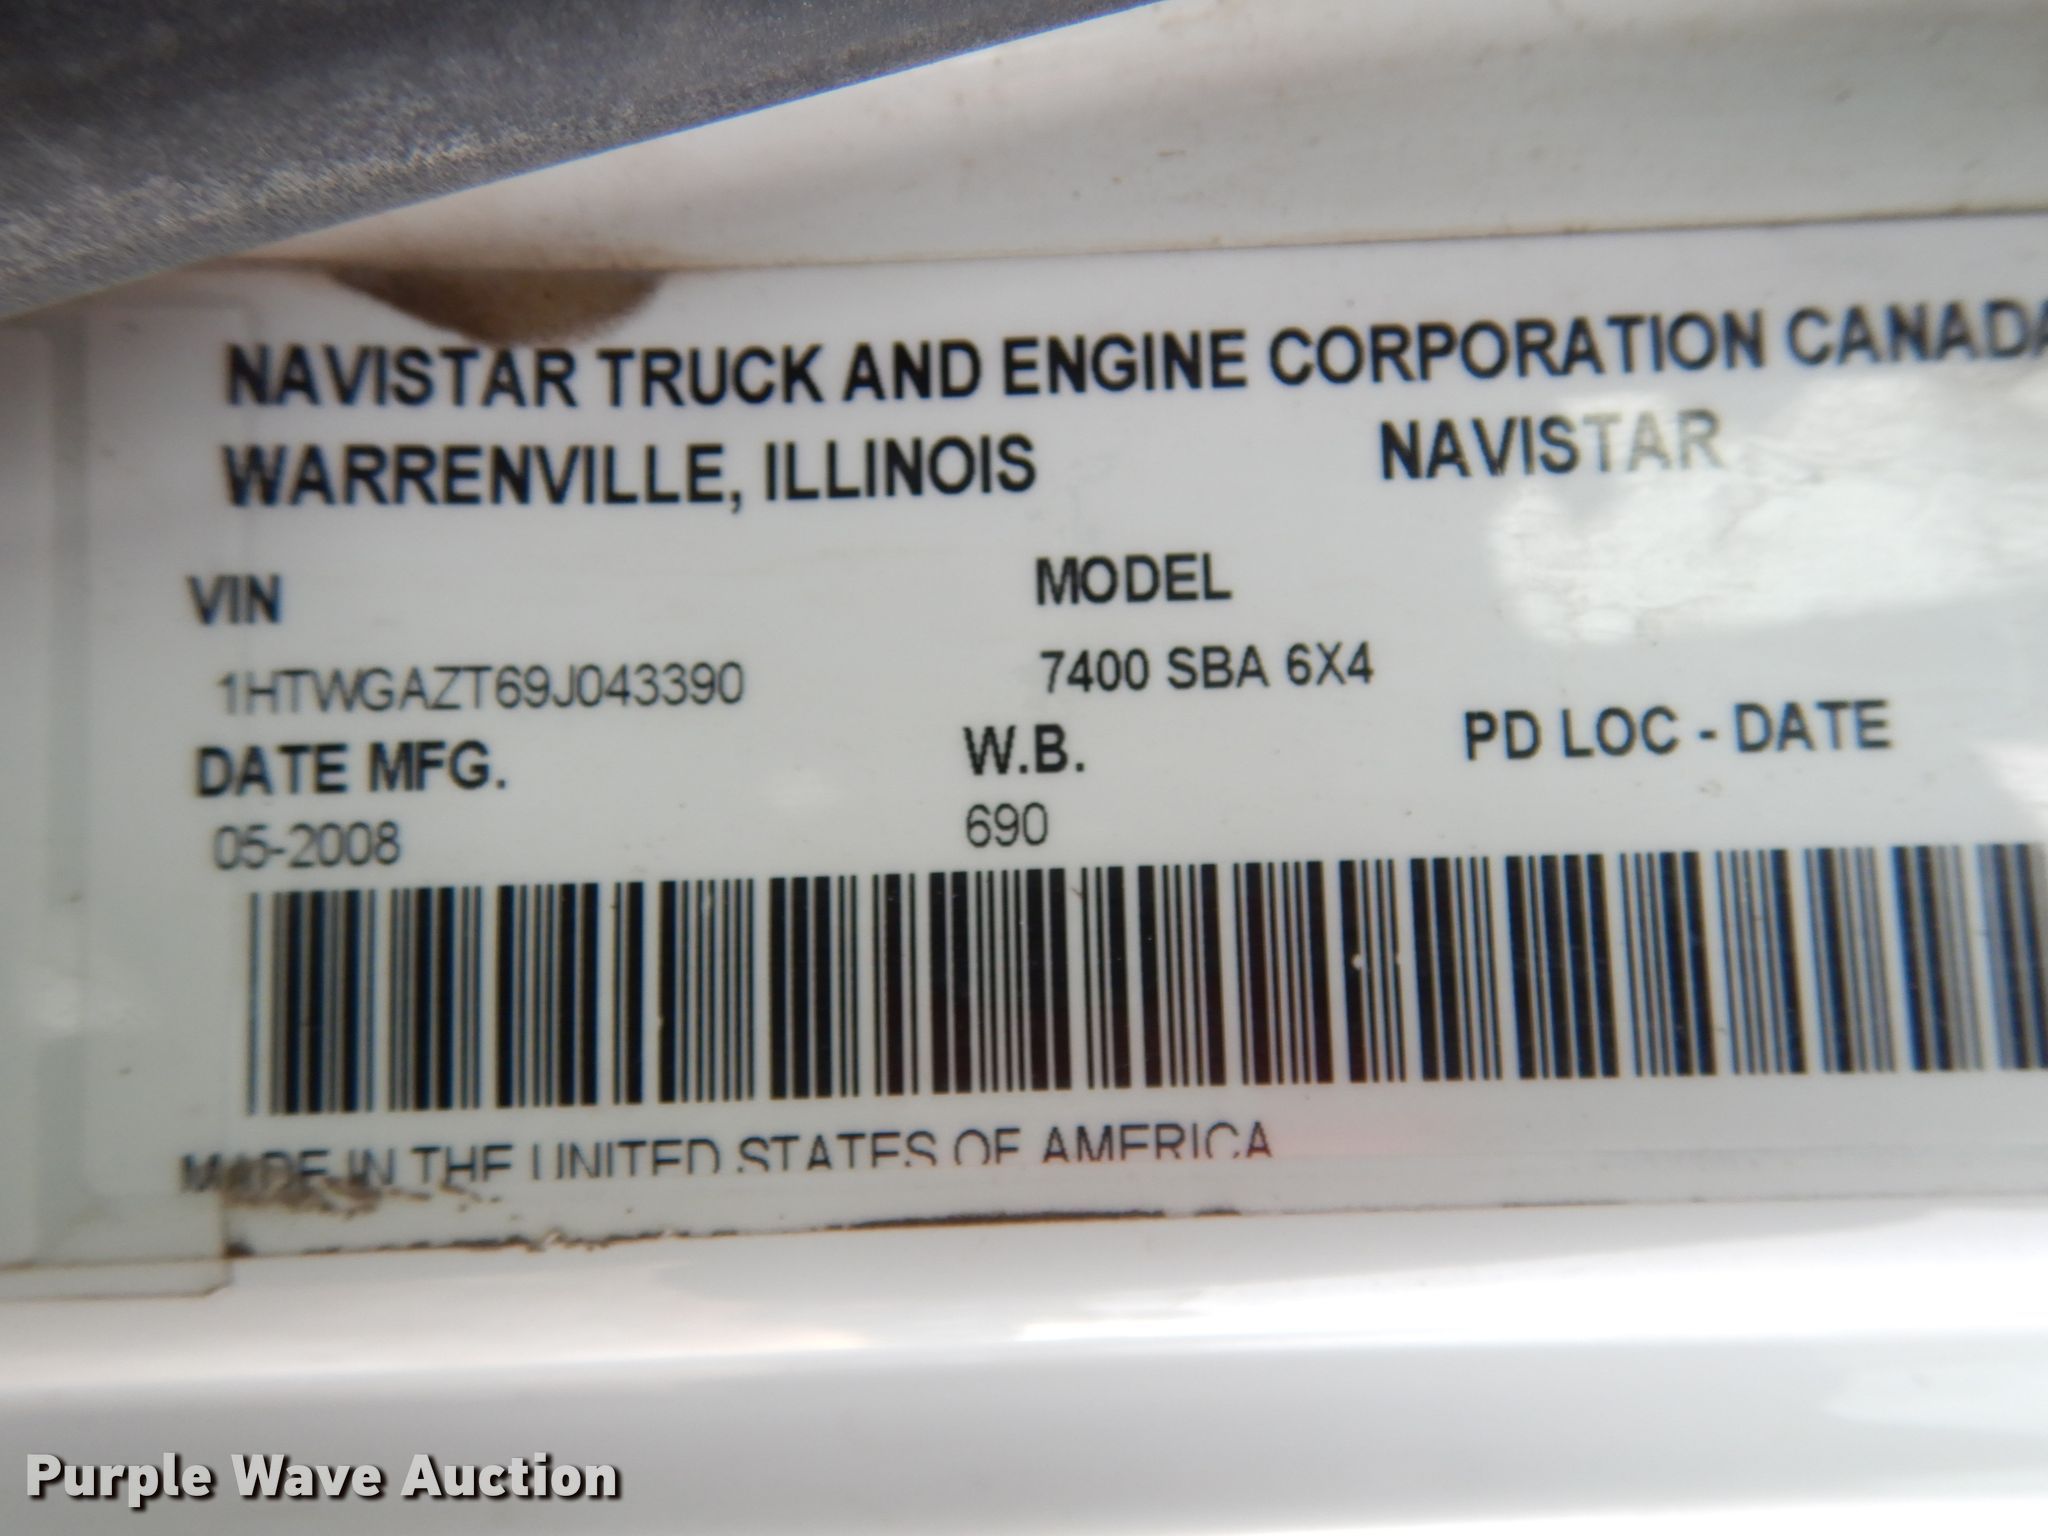 NAVISTAR TRUCK AND ENGINE CORPORATION CANADA
WARRENVILLE, ILLINOIS NAVISTAR
VIN MODEL
1HTWGAZT69J043390 7400 SBA 6X4
DATE MFG. W.B. PD LOC - DATE
05-2008 690
MADE IN THE UNITED STATES OF AMERICA
Purple Wave Auction